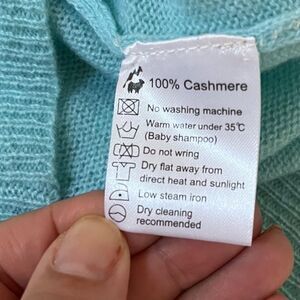 100% Cashmere
No washing machine
Warm water under 35℃
(Baby shampoo)
Do not wring
Dry flat away from
direct heat and sunlight
Low steam iron
Dry cleaning
recommended